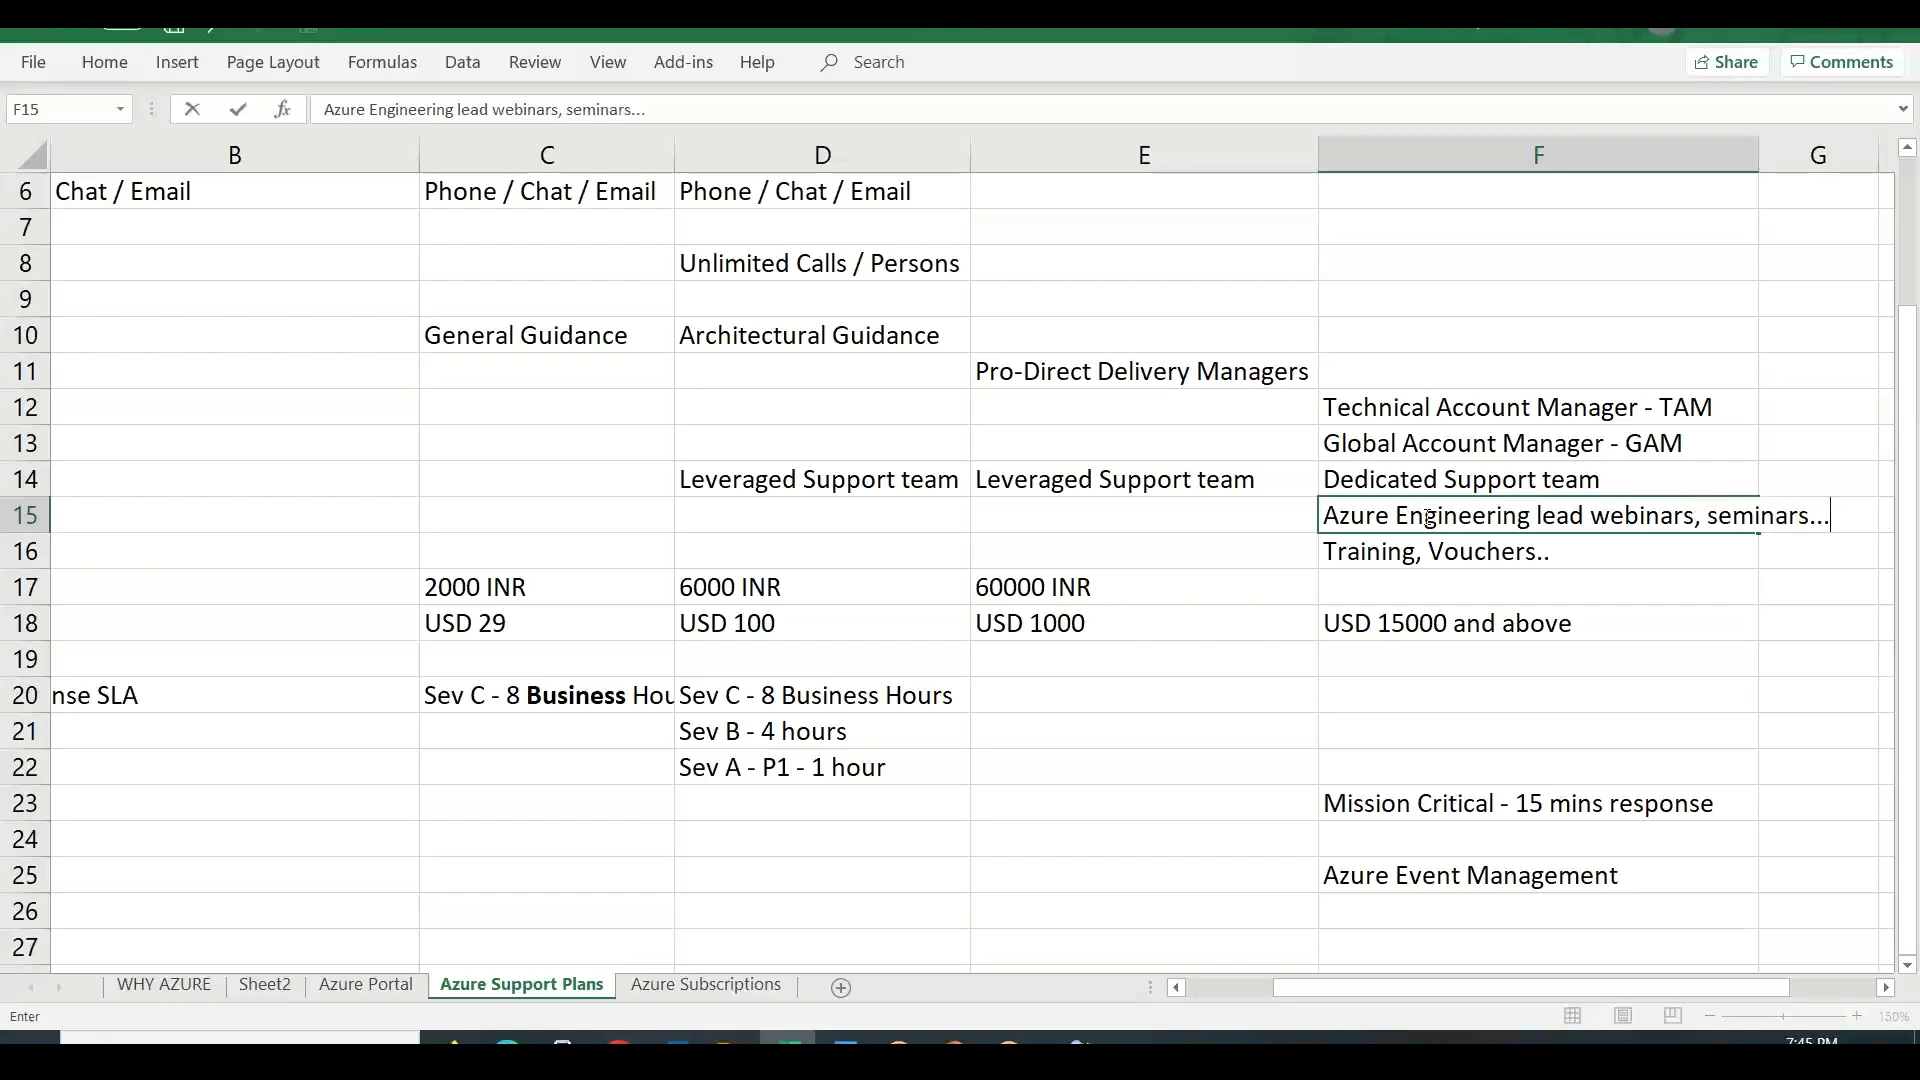 File Home Insert Page Layout Formulas Data Review View Add-ins Help Search Share Comments
F15 fx Azure Engineering lead webinars, seminars...
B C D E F G
6 Chat / Email Phone / Chat / Email Phone / Chat / Email
7
8 Unlimited Calls / Persons
9
10 General Guidance Architectural Guidance
11 Pro-Direct Delivery Managers
12 Technical Account Manager - TAM
13 Global Account Manager - GAM
14 Leveraged Support team Leveraged Support team Dedicated Support team
15 Azure Engineering lead webinars, seminars...
16 Training, Vouchers..
17 2000 INR 6000 INR 60000 INR
18 USD 29 USD 100 USD 1000 USD 15000 and above
19
20 nse SLA Sev C - 8 Business Hou Sev C - 8 Business Hours
21 Sev B - 4 hours
22 Sev A - P1 - 1 hour
23 Mission Critical - 15 mins response
24
25 Azure Event Management
26
27
WHY AZURE Sheet2 Azure Portal Azure Support Plans Azure Subscriptions
Enter 150%
7:45 PM